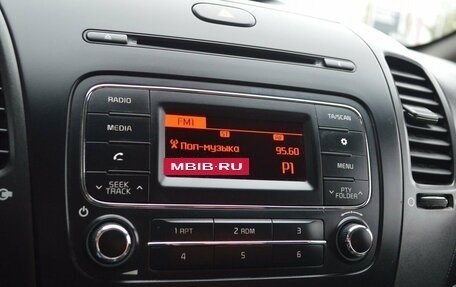 RADIO
FM1
TA/SCAN
ST
MEDIA
Поп-музыка 95.60
MENU
MBIB.RU
P1
SEEK
TRACK
PTY
FOLDER
1 RPT
2 RDM
3
4
5
6